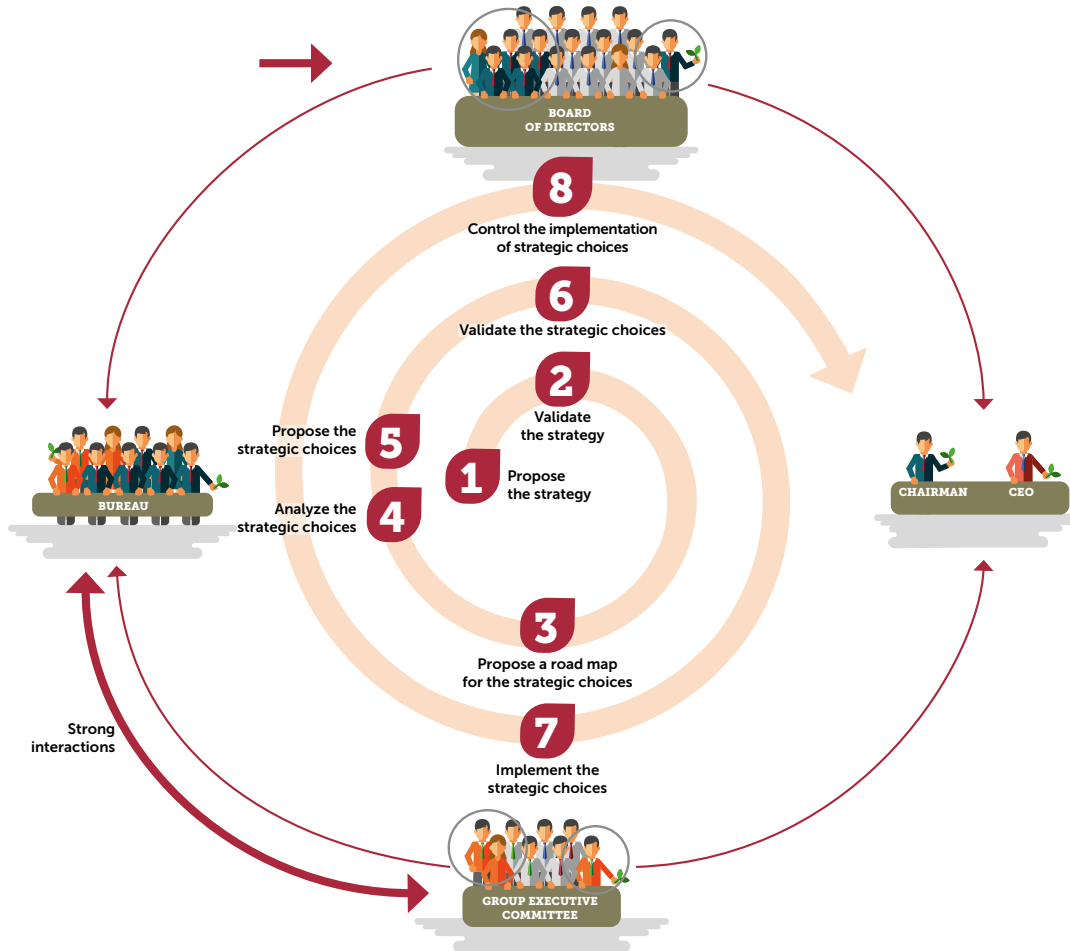 BOARD
OF DIRECTORS
8
Control the implementation
of strategic choices
6
Validate the strategic choices
2
Validate
the strategy
5
Propose the
strategic choices
1
Propose
the strategy
4
Analyze the
strategic choices
BUREAU
CHAIRMAN
CEO
3
Propose a road map
for the strategic choices
7
Implement the
strategic choices
Strong
interactions
GROUP EXECUTIVE
COMMITTEE